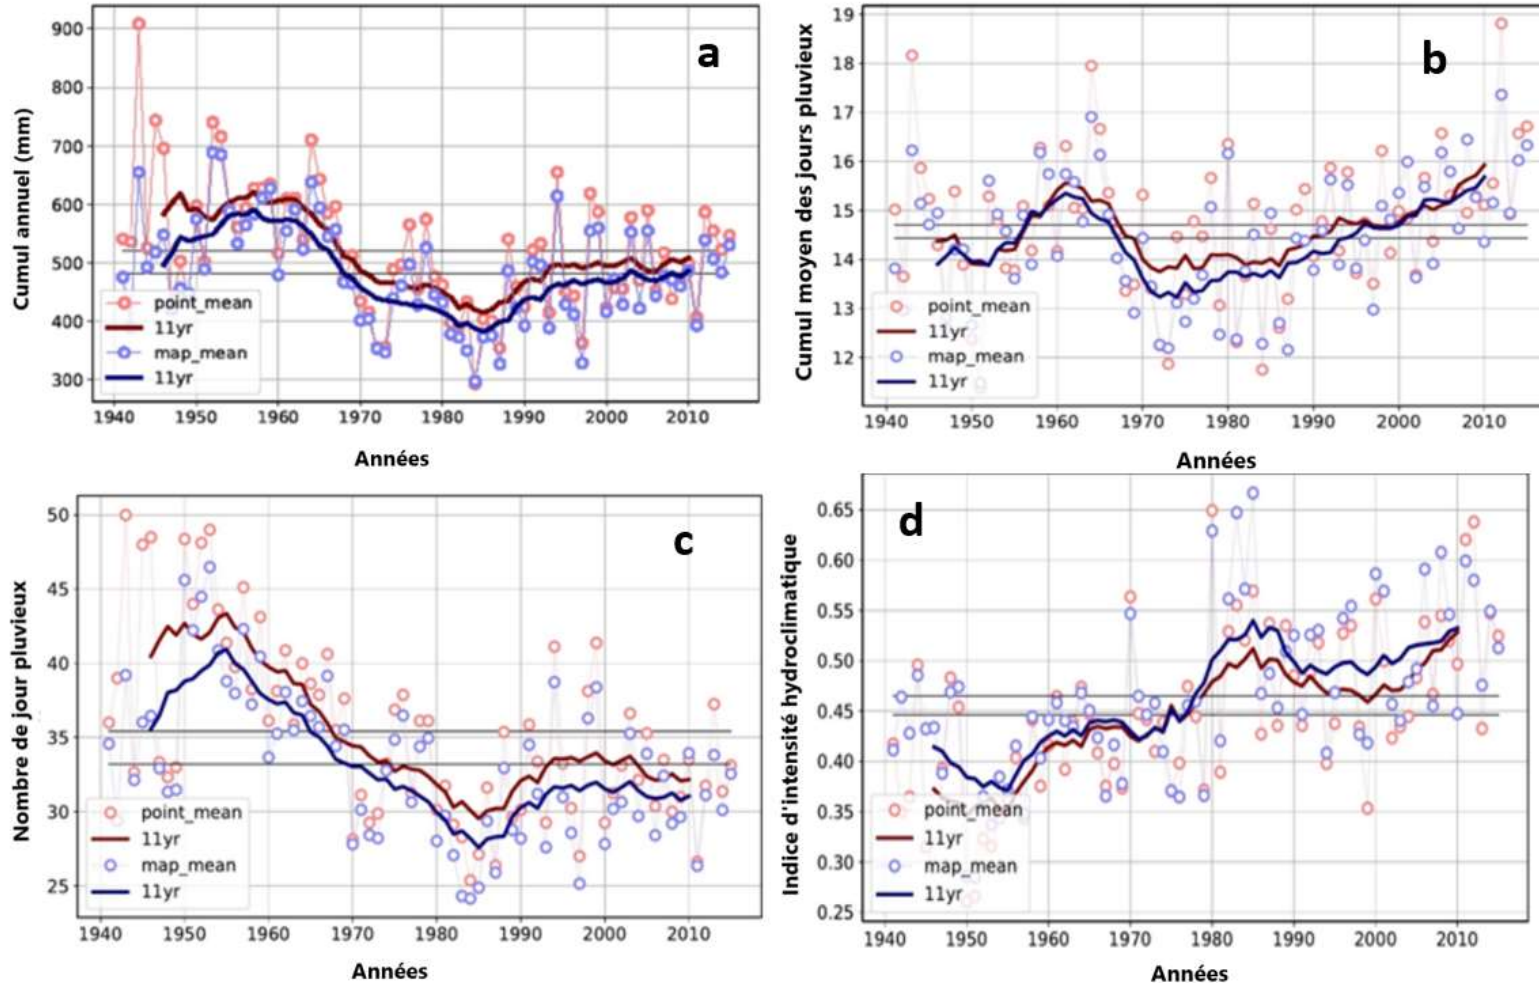 a
Cumul annuel (mm)
900
800
700
600
500
400
300
point_mean
11yr
map_mean
11yr
1940 1950 1960 1970 1980 1990 2000 2010
Années
b
Cumul moyen des jours pluvieux
19
18
17
16
15
14
13
12
point_mean
11yr
map_mean
11yr
1940 1950 1960 1970 1980 1990 2000 2010
Années
c
Nombre de jour pluvieux
50
45
40
35
30
25
point_mean
11yr
map_mean
11yr
1940 1950 1960 1970 1980 1990 2000 2010
Années
d
Indice d'intensité hydroclimatique
0.65
0.60
0.55
0.50
0.45
0.40
0.35
0.30
0.25
point_mean
11yr
map_mean
11yr
1940 1950 1960 1970 1980 1990 2000 2010
Années